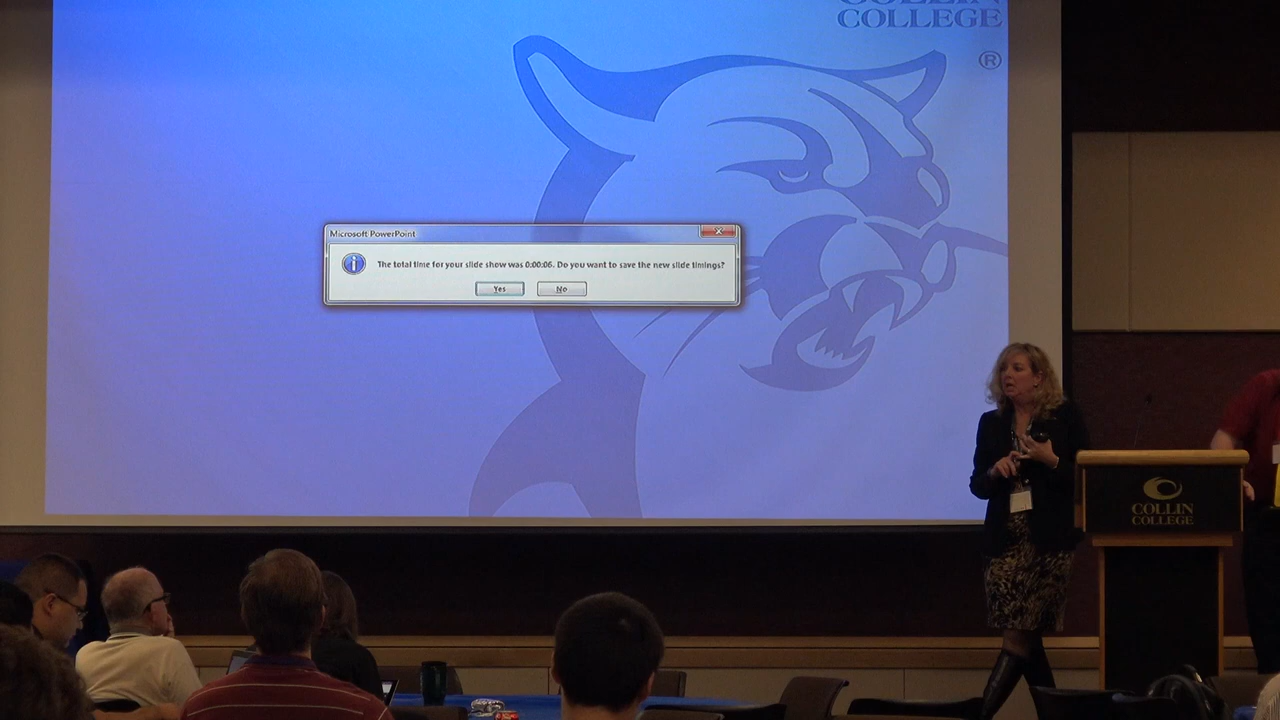 COLLIN
COLLEGE
®
Microsoft PowerPoint
The total time for your slide show was 0:00:06. Do you want to save the new slide timings?
Yes
No
COLLIN
COLLEGE